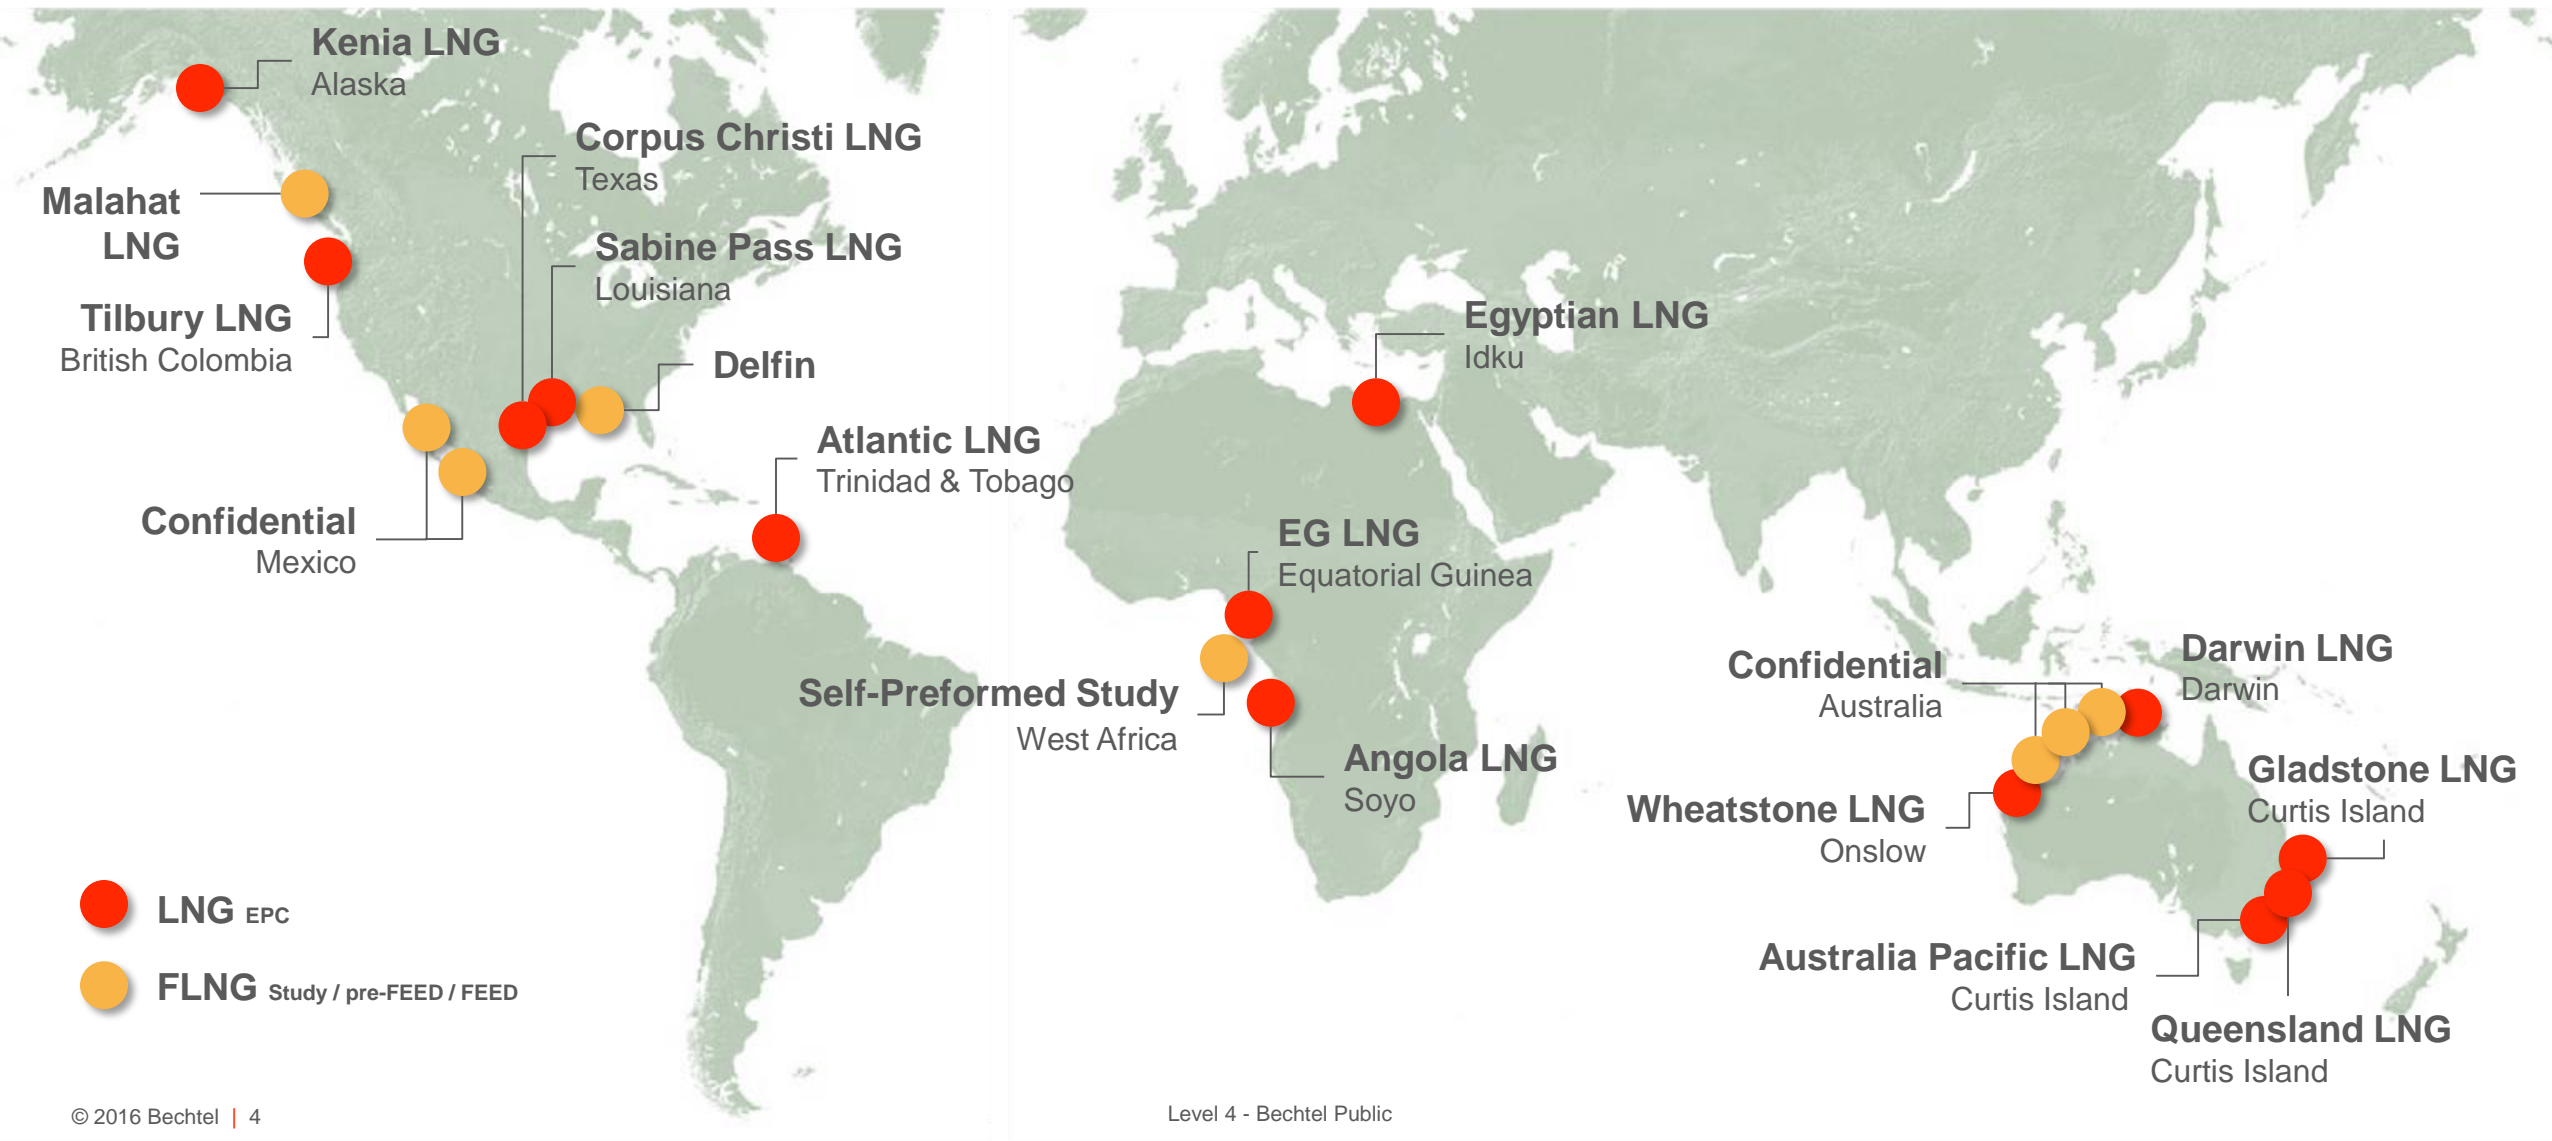 Kenia LNG
Alaska
Corpus Christi LNG
Texas
Malahat
LNG
Sabine Pass LNG
Louisiana
Tilbury LNG
British Colombia
Delfin
Egyptian LNG
Idku
Atlantic LNG
Trinidad & Tobago
Confidential
Mexico
EG LNG
Equatorial Guinea
Self-Preformed Study
West Africa
Angola LNG
Soyo
Confidential
Australia
Darwin LNG
Darwin
Wheatstone LNG
Onslow
Gladstone LNG
Curtis Island
Australia Pacific LNG
Curtis Island
Queensland LNG
Curtis Island
LNG EPC
FLNG Study / pre-FEED / FEED
© 2016 Bechtel | 4
Level 4 - Bechtel Public